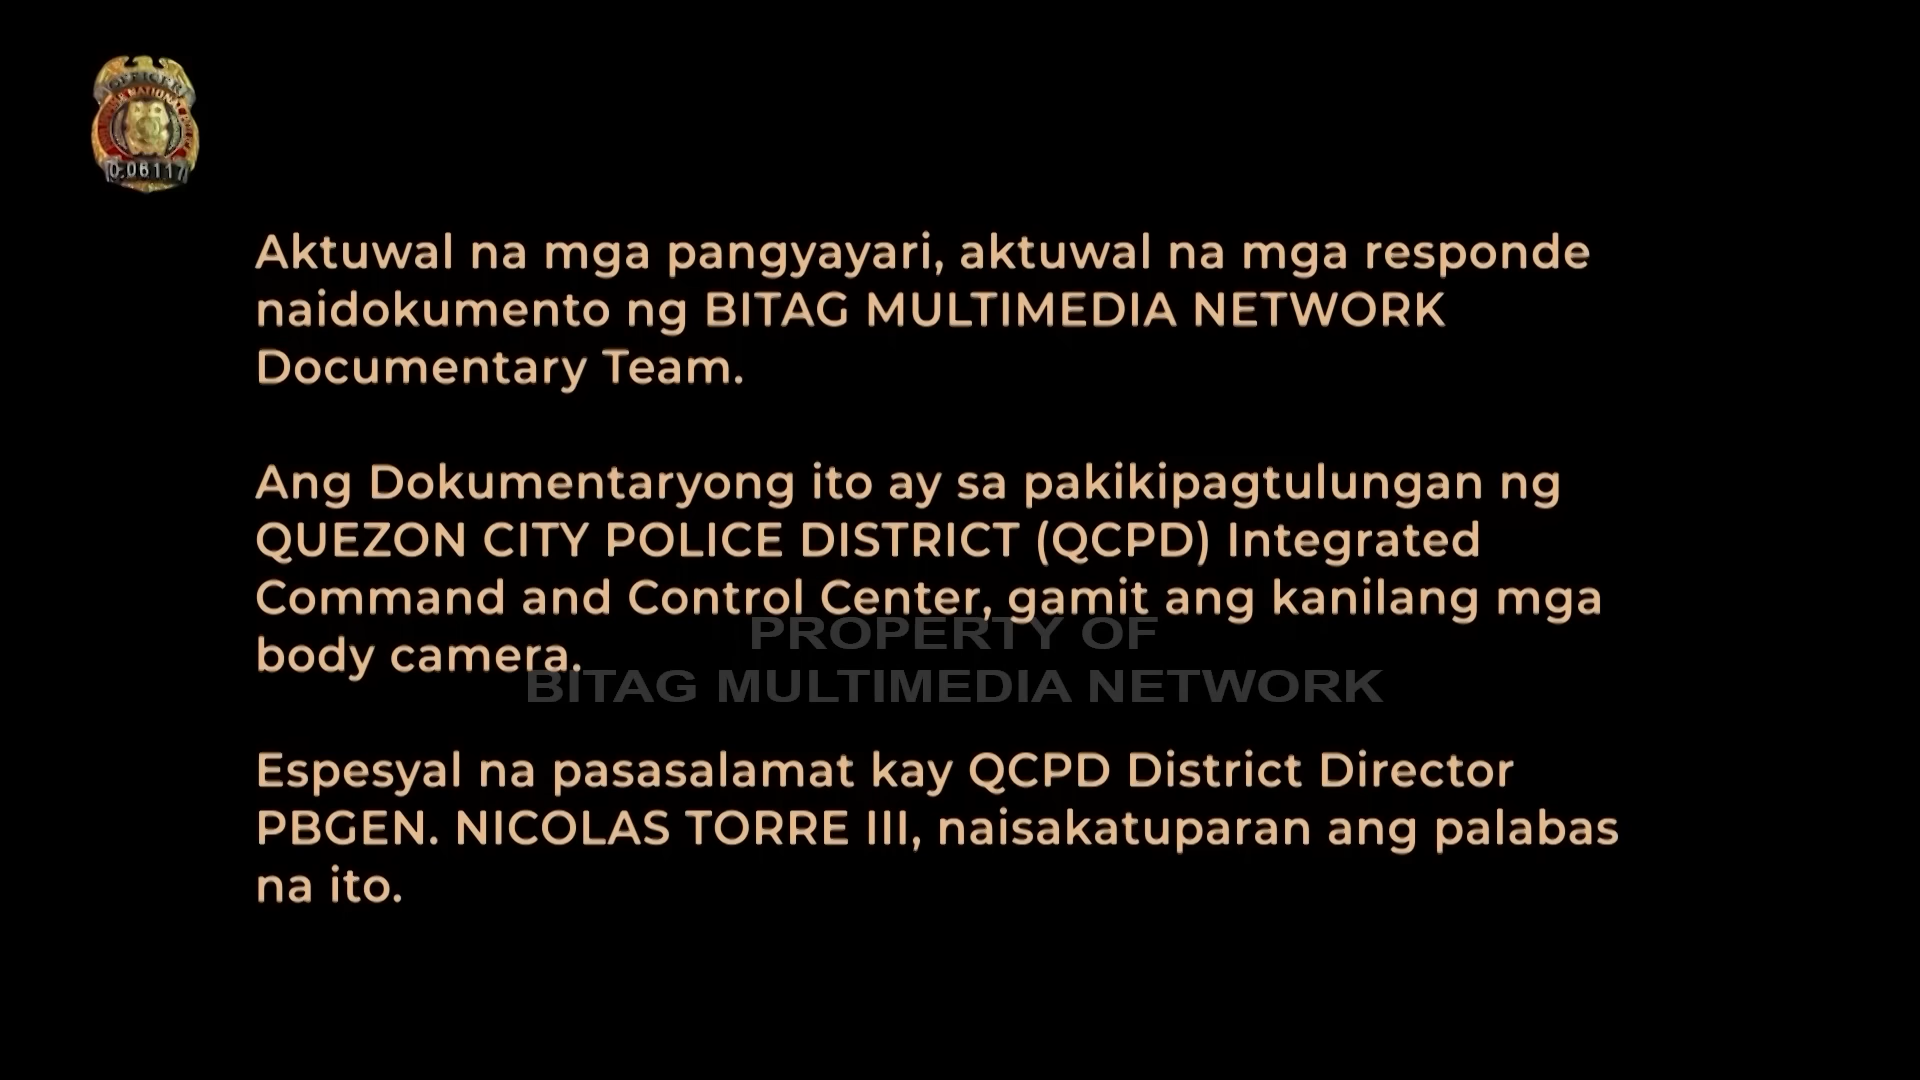 OFFICER
0-06117
Aktuwal na mga pangyayari, aktuwal na mga responde
naidokumento ng BITAG MULTIMEDIA NETWORK
Documentary Team.
Ang Dokumentaryong ito ay sa pakikipagtulungan ng
QUEZON CITY POLICE DISTRICT (QCPD) Integrated
Command and Control Center, gamit ang kanilang mga
body camera.
PROPERTY OF
BITAG MULTIMEDIA NETWORK
Espesyal na pasasalamat kay QCPD District Director
PBGEN. NICOLAS TORRE III, naisakatuparan ang palabas
na ito.